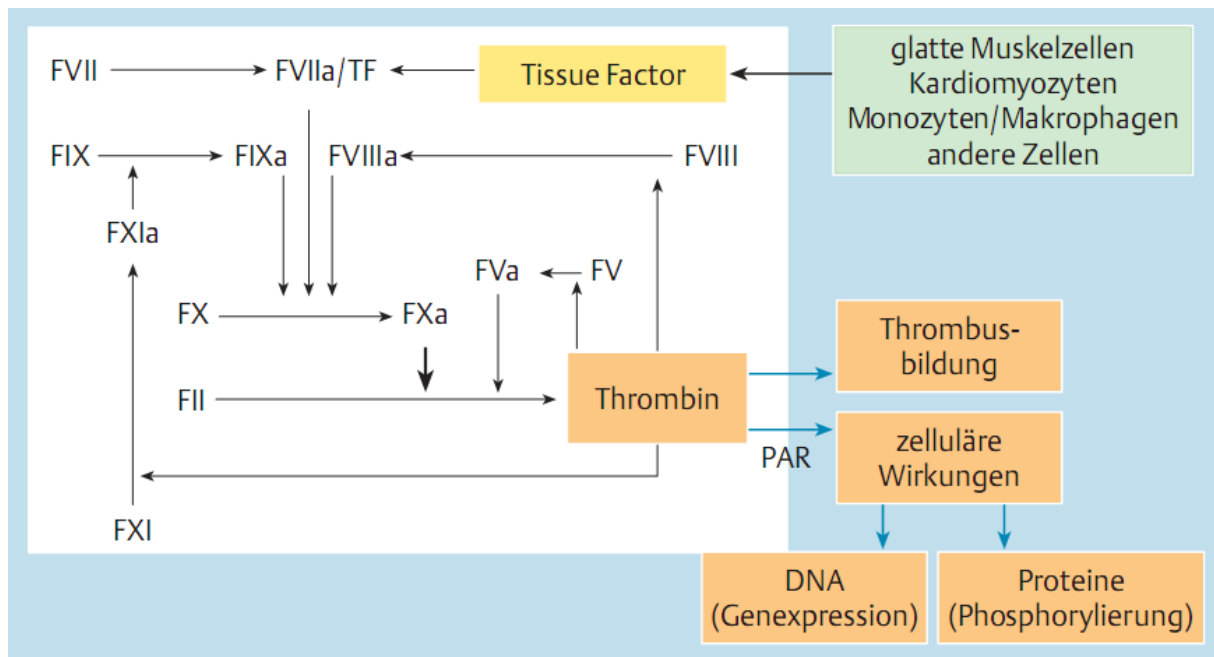 FVII
FVIIa/TF
Tissue Factor
glatte Muskelzellen
Kardiomyozyten
Monozyten/Makrophagen
andere Zellen
FIX
FIXa
FVIIIa
FVIII
FXIa
FVa
FV
FX
FXa
Thrombus-
bildung
FII
Thrombin
PAR
zelluläre
Wirkungen
FXI
DNA
(Genexpression)
Proteine
(Phosphorylierung)